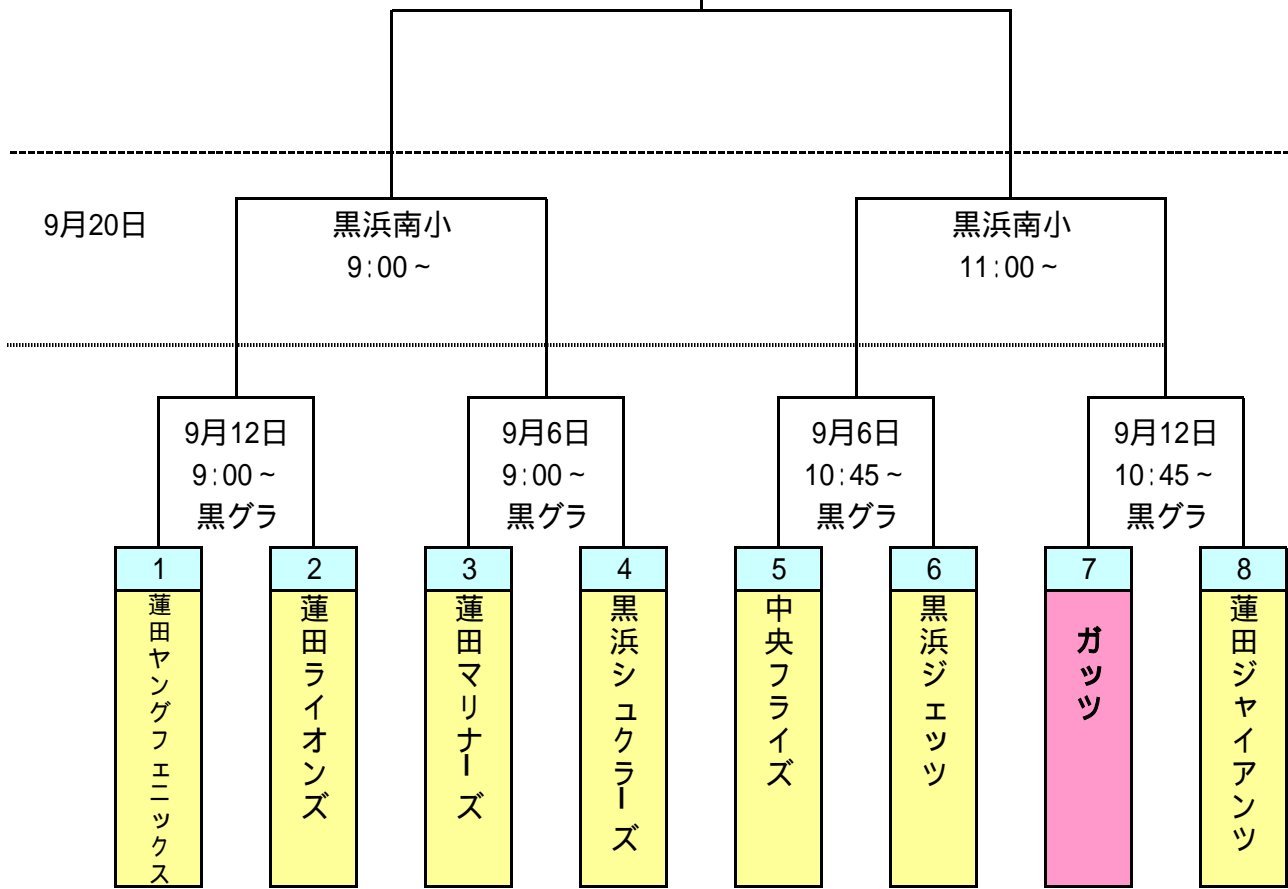 9月20日
黒浜南小
9:00~
黒浜南小
11:00~
9月12日
9:00~
黒グラ
9月6日
9:00~
黒グラ
9月6日
10:45~
黒グラ
9月12日
10:45~
黒グラ
1
蓮田ヤングフェニックス
2
蓮田ライオンズ
3
蓮田マリナーズ
4
黒浜シュクラーズ
5
中央フライズ
6
黒浜ジェッツ
7
ガッツ
8
蓮田ジャイアンツ